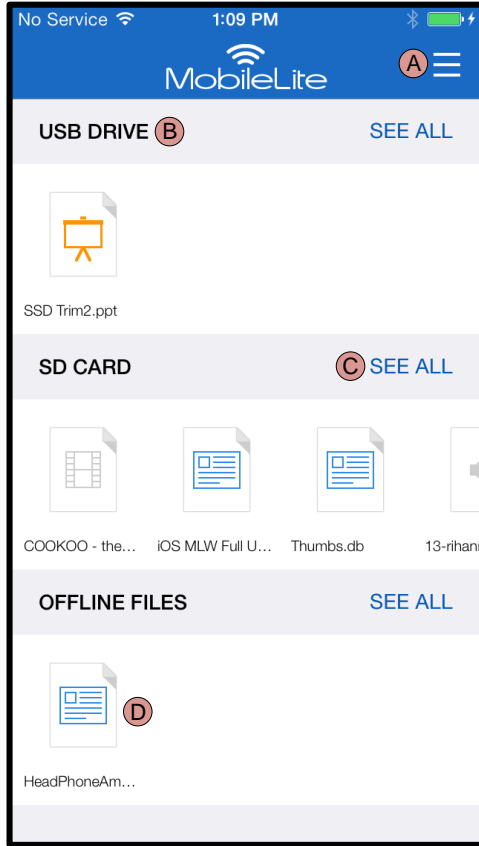 No Service 1:09 PM
MobileLite A
USB DRIVE B SEE ALL
SSD Trim2.ppt
SD CARD C SEE ALL
COOKOO - the... iOS MLW Full U... Thumbs.db 13-rihann
OFFLINE FILES SEE ALL
D
HeadPhoneAm...